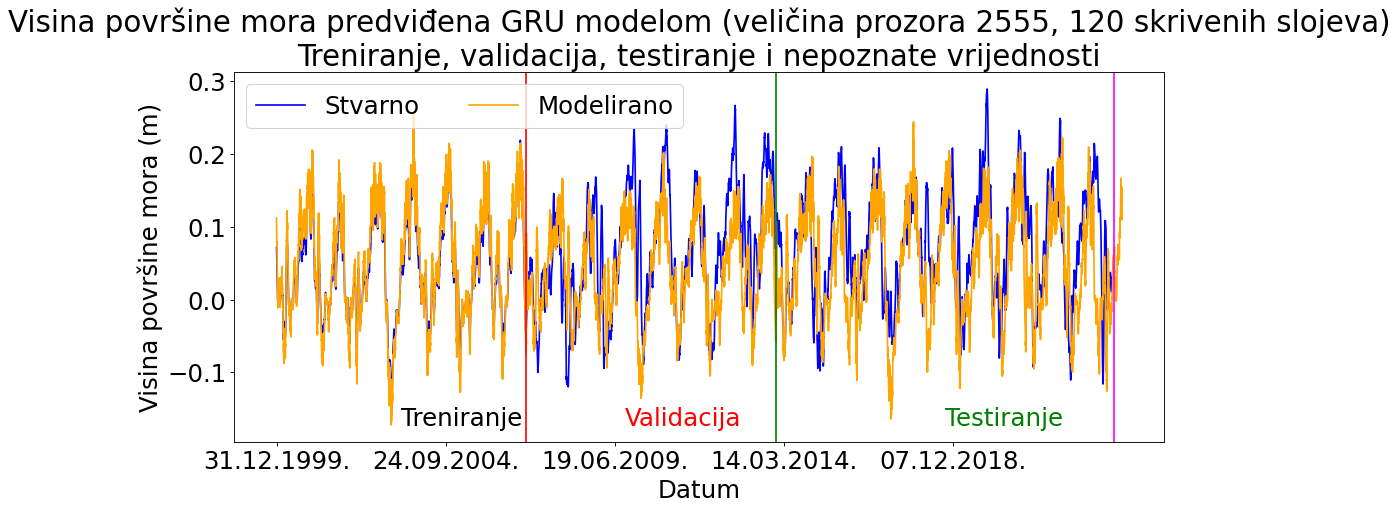 Visina površine mora predviđena GRU modelom (veličina prozora 2555, 120 skrivenih slojeva)
Treniranje, validacija, testiranje i nepoznate vrijednosti
Stvarno Modelirano
Visina površine mora (m)
0.3
0.2
0.1
0.0
−0.1
Treniranje Validacija Testiranje
31.12.1999. 24.09.2004. 19.06.2009. 14.03.2014. 07.12.2018.
Datum